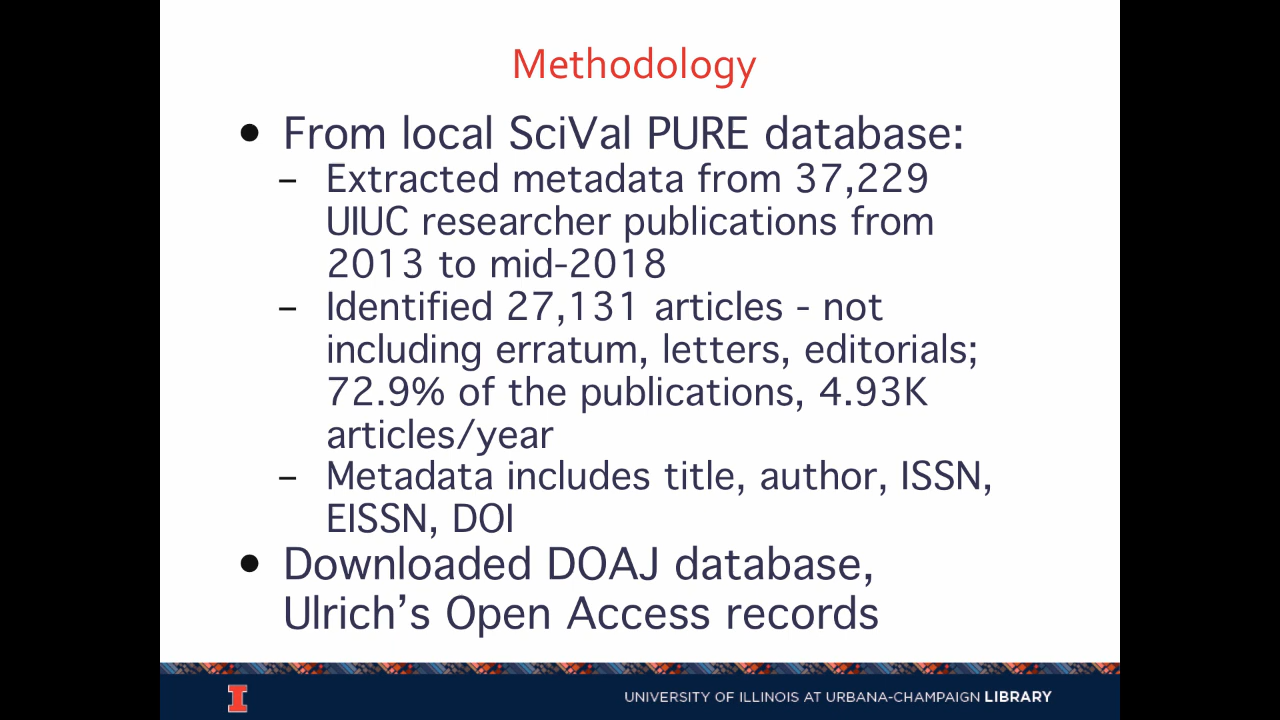 Methodology
• From local SciVal PURE database:
– Extracted metadata from 37,229
UIUC researcher publications from
2013 to mid-2018
– Identified 27,131 articles - not
including erratum, letters, editorials;
72.9% of the publications, 4.93K
articles/year
– Metadata includes title, author, ISSN,
EISSN, DOI
• Downloaded DOAJ database,
Ulrich’s Open Access records
I
UNIVERSITY OF ILLINOIS AT URBANA-CHAMPAIGN LIBRARY